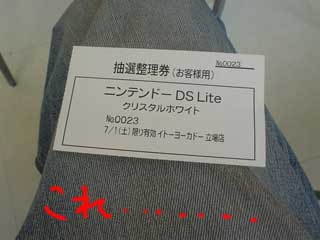 №0023
抽選整理券(お客様用)
ニンテンドー DS Lite
クリスタルホワイト
№0023
7/1(土)限り有効 イトーヨーカドー 立場店
これ・・・・・・・